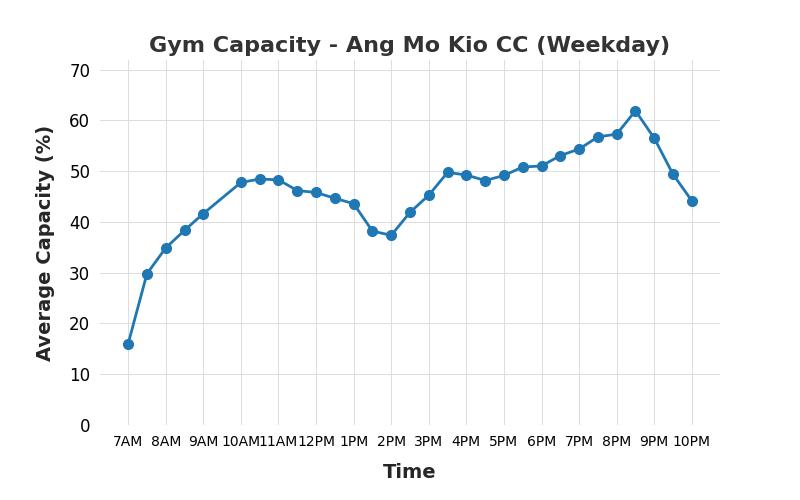 Gym Capacity - Ang Mo Kio CC (Weekday)
Average Capacity (%)
70
60
50
40
30
20
10
0
7AM 8AM 9AM 10AM 11AM 12PM 1PM 2PM 3PM 4PM 5PM 6PM 7PM 8PM 9PM 10PM
Time